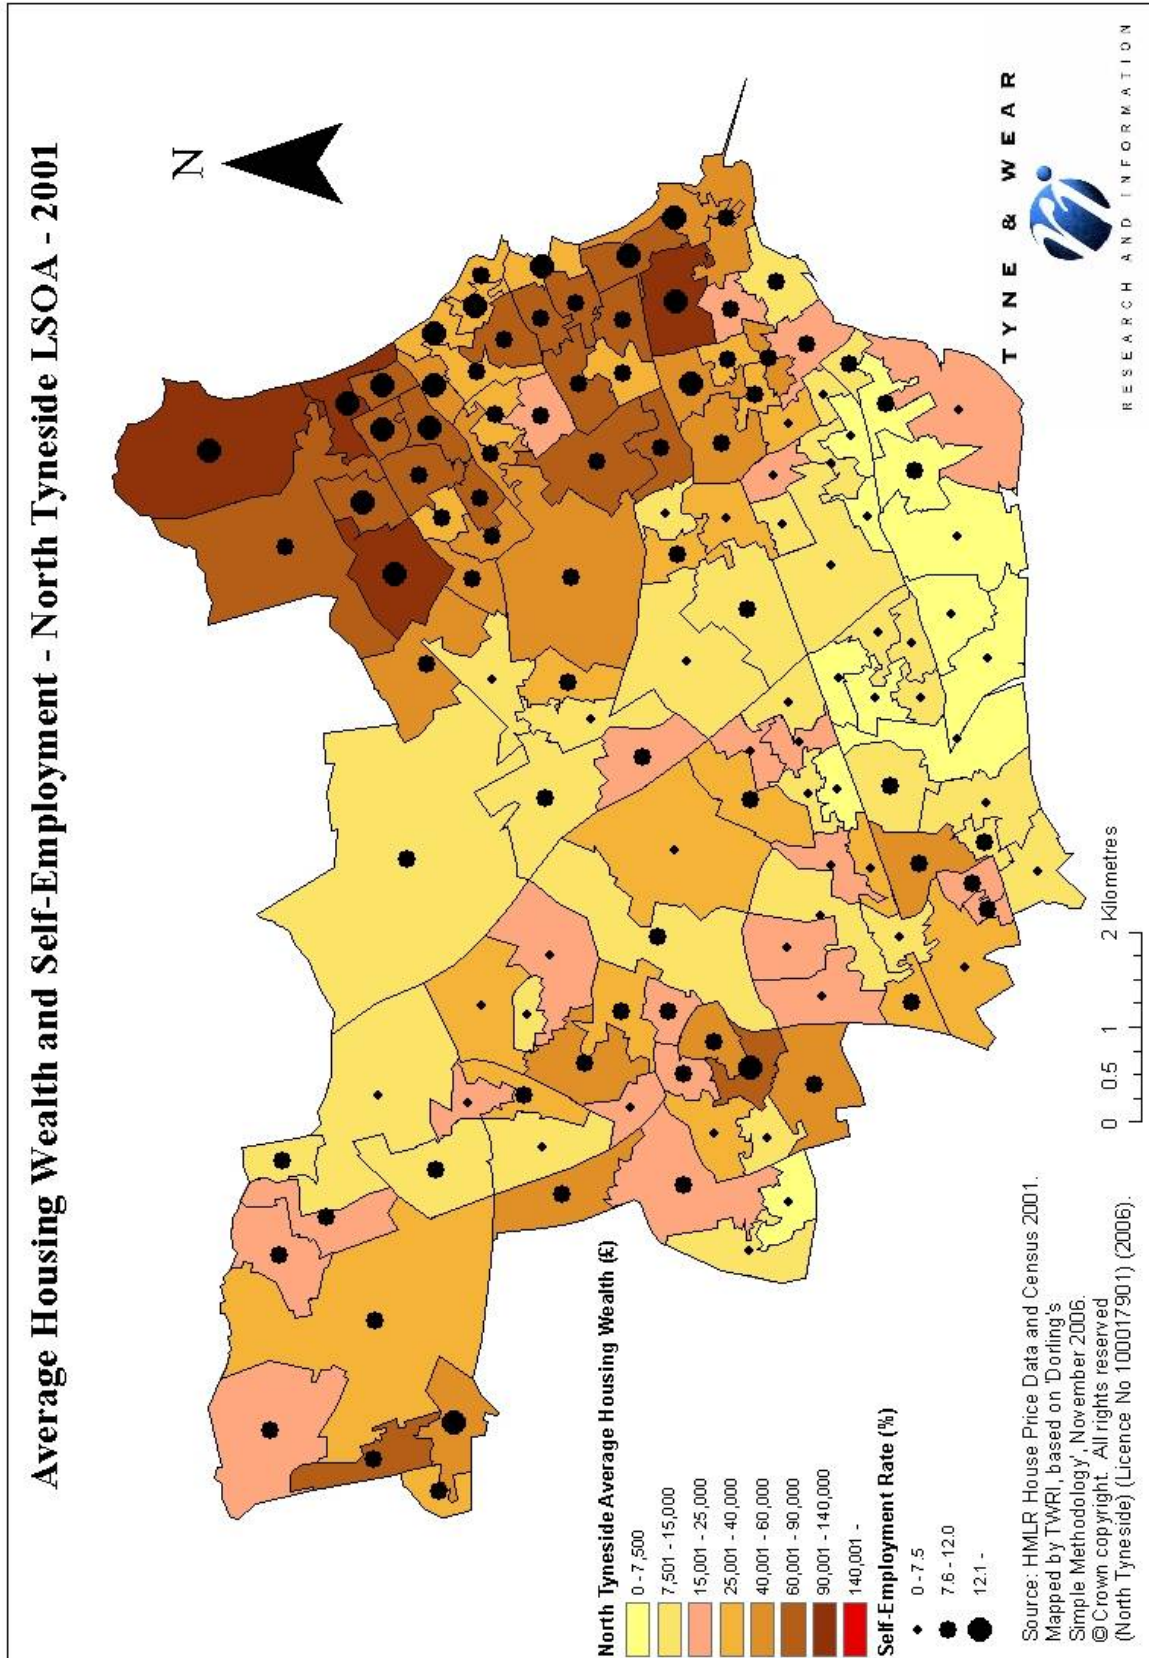 Average Housing Wealth and Self-Employment - North Tyneside LSOA - 2001
N
North Tyneside Average Housing Wealth (£)
0 - 7,500
7,501 - 15,000
15,001 - 25,000
25,001 - 40,000
40,001 - 60,000
60,001 - 90,000
90,001 - 140,000
140,001 -
Self-Employment Rate (%)
0 - 7.5
7.6 - 12.0
12.1 -
Source: HMLR House Price Data and Census 2001.
Mapped by TWRI, based on 'Dorling's
Simple Methodology', November 2006.
© Crown copyright. All rights reserved
(North Tyneside) (Licence No 100017901) (2006).
0 0.5 1 2 Kilometres
TYNE & WEAR
RESEARCH AND INFORMATION